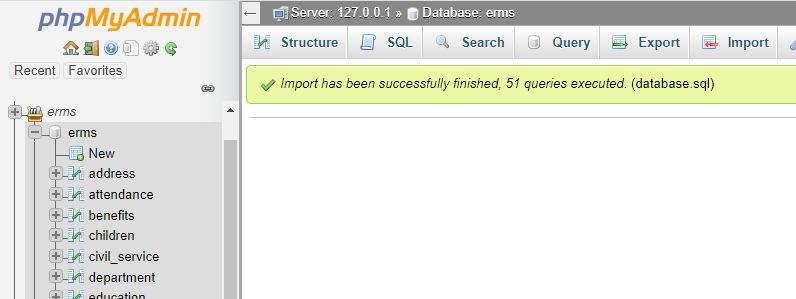 phpMyAdmin
Recent Favorites
erms
erms
New
address
attendance
benefits
children
civil_service
department
education
Server: 127.0.0.1 » Database: erms
Structure SQL Search Query Export Import
Import has been successfully finished, 51 queries executed. (database.sql)